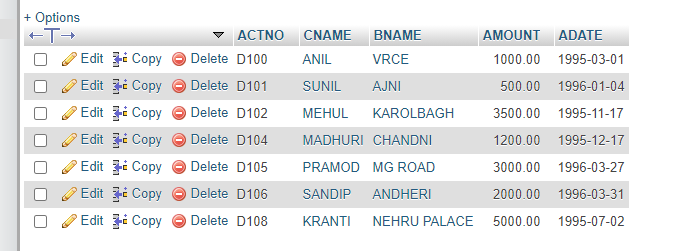 + Options
←T→ ▼ ACTNO CNAME BNAME AMOUNT ADATE
Edit Copy Delete D100 ANIL VRCE 1000.00 1995-03-01
Edit Copy Delete D101 SUNIL AJNI 500.00 1996-01-04
Edit Copy Delete D102 MEHUL KAROLBAGH 3500.00 1995-11-17
Edit Copy Delete D104 MADHURI CHANDNI 1200.00 1995-12-17
Edit Copy Delete D105 PRAMOD MG ROAD 3000.00 1996-03-27
Edit Copy Delete D106 SANDIP ANDHERI 2000.00 1996-03-31
Edit Copy Delete D108 KRANTI NEHRU PALACE 5000.00 1995-07-02